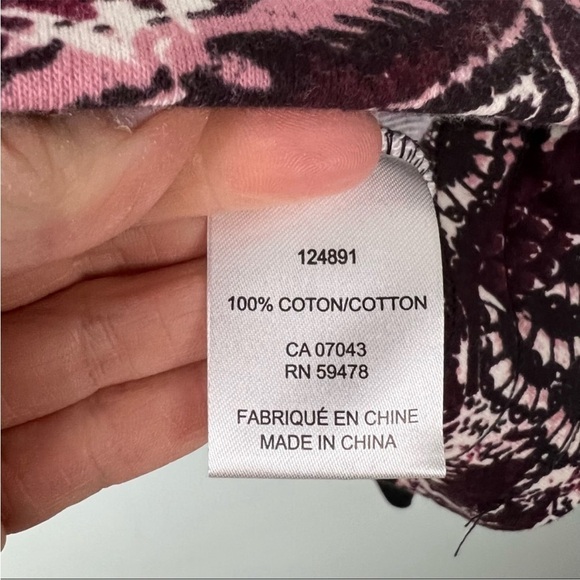 124891
100% COTON/COTTON
CA 07043
RN 59478
FABRIQUÉ EN CHINE
MADE IN CHINA